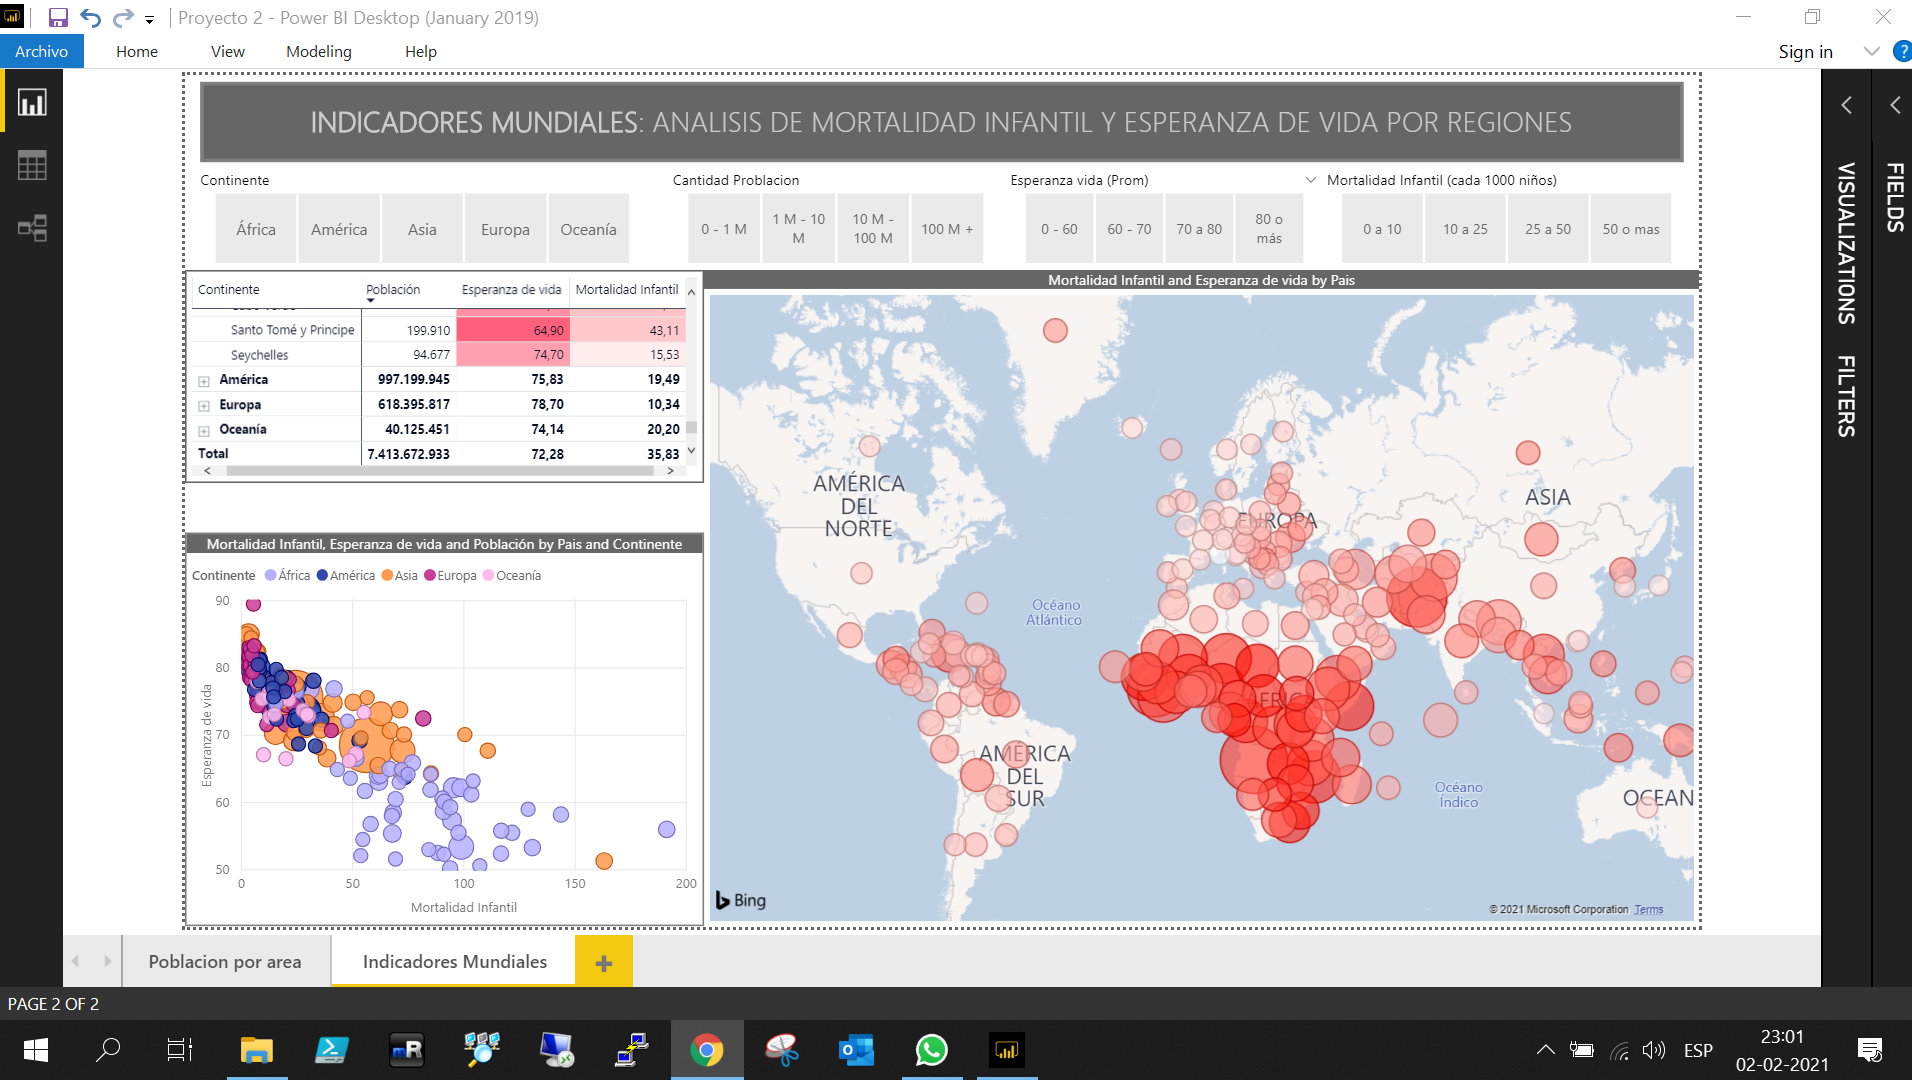 Proyecto 2 - Power BI Desktop (January 2019)
Archivo Home View Modeling Help Sign in ?
INDICADORES MUNDIALES: ANALISIS DE MORTALIDAD INFANTIL Y ESPERANZA DE VIDA POR REGIONES
Continente Cantidad Problacion Esperanza vida (Prom) Mortalidad Infantil (cada 1000 niños)
África América Asia Europa Oceanía
0 - 1 M 1 M - 10 M 10 M - 100 M 100 M +
0 - 60 60 - 70 70 a 80 80 o más
0 a 10 10 a 25 25 a 50 50 o mas
VISUALIZATIONS
FILTERS
FIELDS
Continente Población Esperanza de vida Mortalidad Infantil
Santo Tomé y Principe 199.910 64,90 43,11
Seychelles 94.677 74,70 15,53
América 997.199.945 75,83 19,49
Europa 618.395.817 78,70 10,34
Oceanía 40.125.451 74,14 20,20
Total 7.413.672.933 72,28 35,83
Mortalidad Infantil and Esperanza de vida by Pais
AMÉRICA
DEL
NORTE
EUROPA
ASIA
Océano
Atlántico
AMÉRICA
DEL
SUR
Océano
Índico
OCEAN
Bing
© 2021 Microsoft Corporation Terms
Mortalidad Infantil, Esperanza de vida and Población by Pais and Continente
Continente África América Asia Europa Oceanía
Esperanza de vida
90
80
70
60
50
0 50 100 150 200
Mortalidad Infantil
Poblacion por area Indicadores Mundiales +
PAGE 2 OF 2
mR
ESP
23:01
02-02-2021